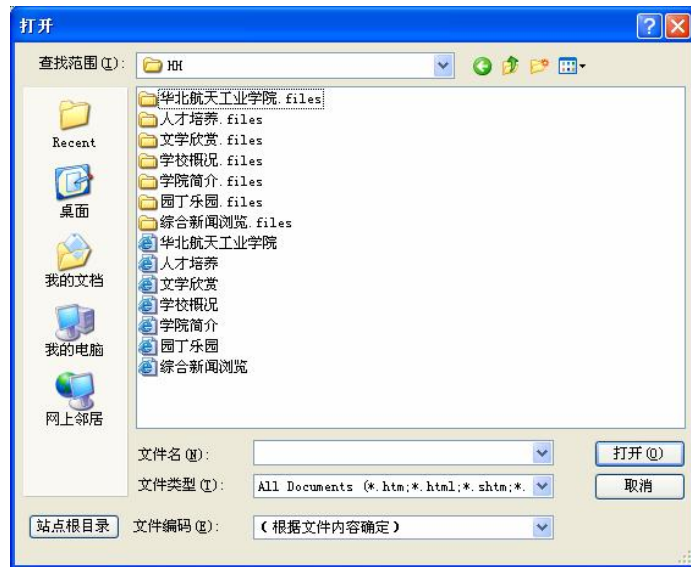 打开
查找范围(I):
HH
华北航天工业学院.files
人才培养.files
文学欣赏.files
学校概况.files
学院简介.files
园丁乐园.files
综合新闻浏览.files
华北航天工业学院
人才培养
文学欣赏
学校概况
学院简介
园丁乐园
综合新闻浏览
Recent
桌面
我的文档
我的电脑
网上邻居
文件名(N):
打开(O)
文件类型(T):
All Documents (*.htm;*.html;*.shtm;*.
取消
站点根目录
文件编码(E):
(根据文件内容确定)